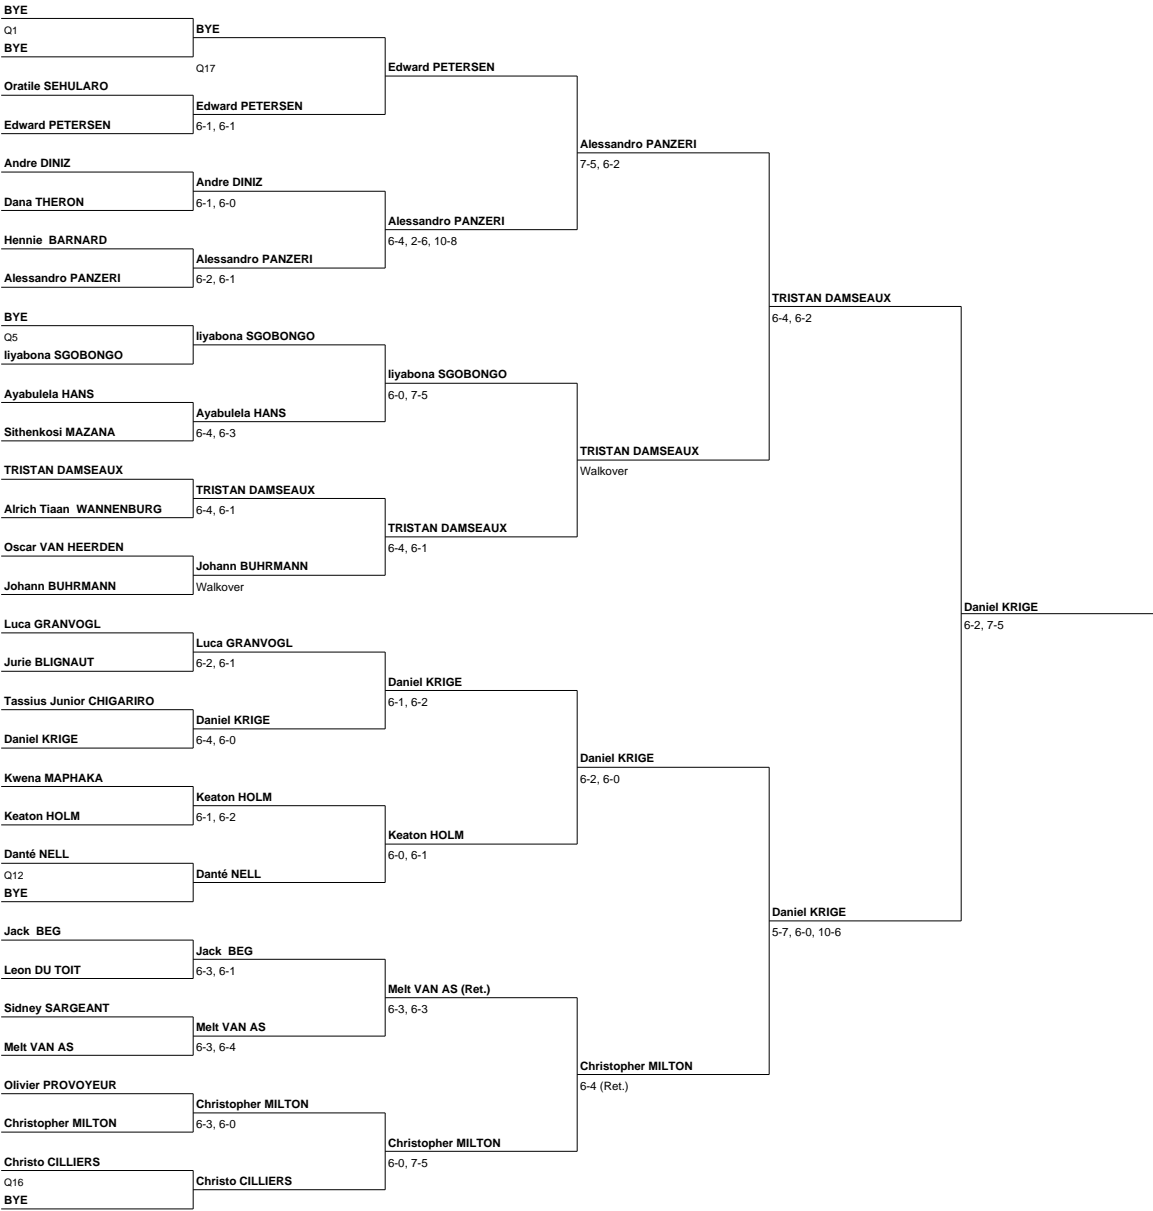 BYE
Q1
BYE
BYE
Q17
Edward PETERSEN
Oratile SEHULARO
Edward PETERSEN
Edward PETERSEN
6-1, 6-1
Alessandro PANZERI
7-5, 6-2
Andre DINIZ
Andre DINIZ
Dana THERON
6-1, 6-0
Alessandro PANZERI
6-4, 2-6, 10-8
Hennie  BARNARD
Alessandro PANZERI
Alessandro PANZERI
6-2, 6-1
TRISTAN DAMSEAUX
6-4, 6-2
BYE
Q5
liyabona SGOBONGO
liyabona SGOBONGO
liyabona SGOBONGO
6-0, 7-5
Ayabulela HANS
Ayabulela HANS
Sithenkosi MAZANA
6-4, 6-3
TRISTAN DAMSEAUX
Walkover
TRISTAN DAMSEAUX
TRISTAN DAMSEAUX
Alrich Tiaan  WANNENBURG
6-4, 6-1
TRISTAN DAMSEAUX
6-4, 6-1
Oscar VAN HEERDEN
Johann BUHRMANN
Johann BUHRMANN
Walkover
Daniel KRIGE
6-2, 7-5
Luca GRANVOGL
Luca GRANVOGL
Jurie BLIGNAUT
6-2, 6-1
Daniel KRIGE
6-1, 6-2
Tassius Junior CHIGARIRO
Daniel KRIGE
Daniel KRIGE
6-4, 6-0
Daniel KRIGE
6-2, 6-0
Kwena MAPHAKA
Keaton HOLM
Keaton HOLM
6-1, 6-2
Keaton HOLM
6-0, 6-1
Danté NELL
Q12
Danté NELL
BYE
Daniel KRIGE
5-7, 6-0, 10-6
Jack  BEG
Jack  BEG
Leon DU TOIT
6-3, 6-1
Melt VAN AS (Ret.)
6-3, 6-3
Sidney SARGEANT
Melt VAN AS
Melt VAN AS
6-3, 6-4
Christopher MILTON
6-4 (Ret.)
Olivier PROVOYEUR
Christopher MILTON
Christopher MILTON
6-3, 6-0
Christopher MILTON
6-0, 7-5
Christo CILLIERS
Q16
Christo CILLIERS
BYE